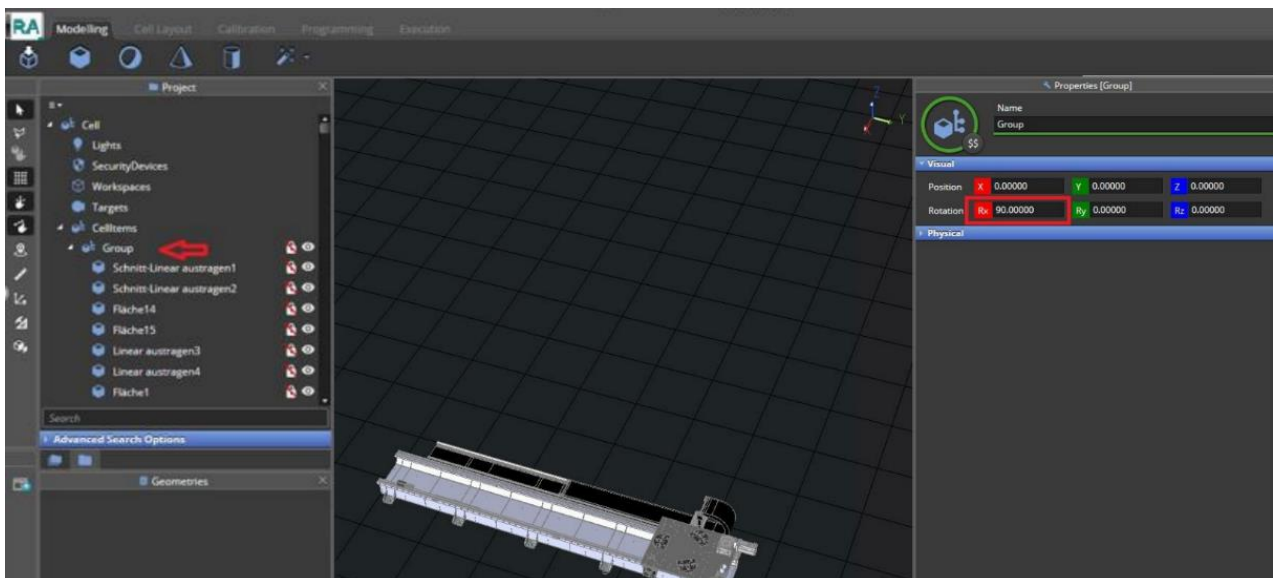 RA Modelling Cell Layout Calibration Programming Execution
Project
Cell
Lights
SecurityDevices
Workspaces
Targets
CellItems
Group
Schnitt-Linear austragen1
Schnitt-Linear austragen2
Fläche14
Fläche15
Linear austragen3
Linear austragen4
Fläche1
Search
Advanced Search Options
Geometries
Z
Y
Properties [Group]
Name
Group
$$
Visual
Position X 0.00000 Y 0.00000 Z 0.00000
Rotation Rx 90.00000 Ry 0.00000 Rz 0.00000
Physical